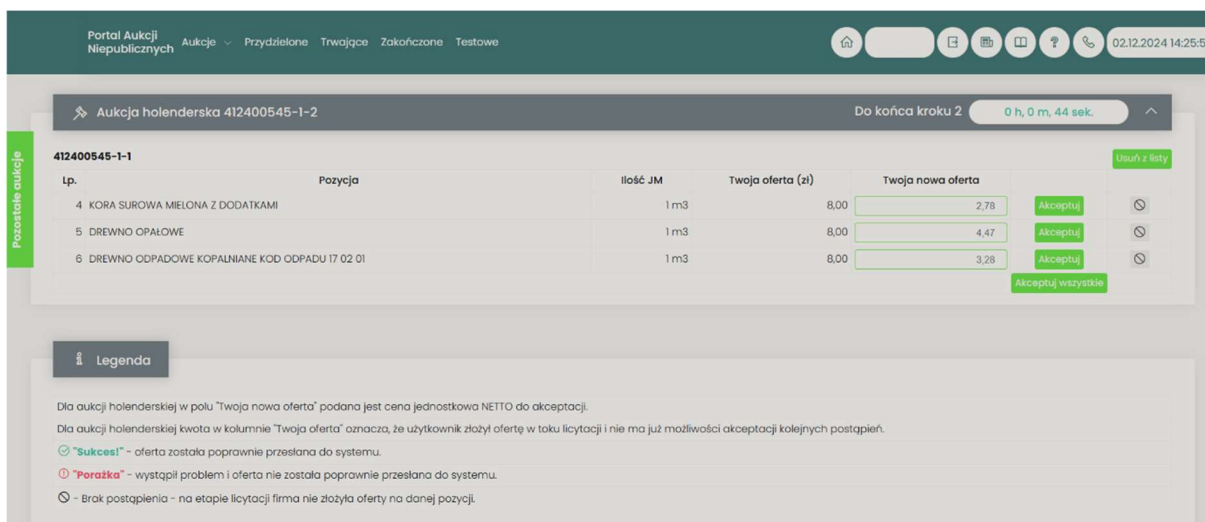 Portal Aukcji
Niepublicznych Aukcje Przydzielone Trwające Zakończone Testowe 02.12.2024 14:25:5
Aukcja holenderska 412400545-1-2 Do końca kroku 2 0 h, 0 m, 44 sek.
Pozostałe aukcje
412400545-1-1 Usuń z listy
Lp. Pozycja Ilość JM Twoja oferta (zł) Twoja nowa oferta
4 KORA SUROWA MIELONA Z DODATKAMI 1 m3 8,00 2,78 Akceptuj
5 DREWNO OPAŁOWE 1 m3 8,00 4,47 Akceptuj
6 DREWNO ODPADOWE KOPALNIANE KOD ODPADU 17 02 01 1 m3 8,00 3,28 Akceptuj
Akceptuj wszystkie
Legenda
Dla aukcji holenderskiej w polu "Twoja nowa oferta" podana jest cena jednostkowa NETTO do akceptacji.
Dla aukcji holenderskiej kwota w kolumnie "Twoja oferta" oznacza, że użytkownik złożył ofertę w toku licytacji i nie ma już możliwości akceptacji kolejnych postąpień.
"Sukces!" - oferta została poprawnie przesłana do systemu.
"Porażka" - wystąpił problem i oferta nie została poprawnie przesłana do systemu.
- Brak postąpienia - na etapie licytacji firma nie złożyła oferty na danej pozycji.